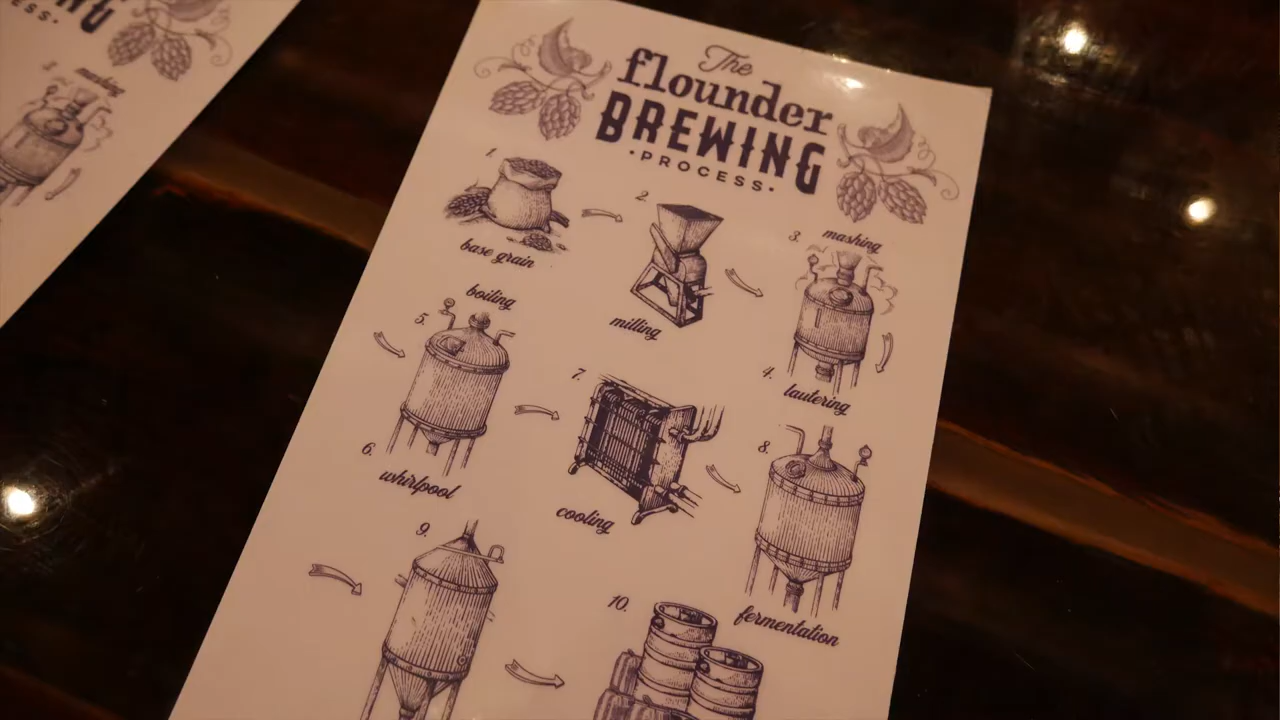 The
flounder
BREWING
• PROCESS •
1.
base grain
2.
milling
3. mashing
4. lautering
boiling
5.
6. whirlpool
7.
cooling
8.
fermentation
9.
10.
mashing